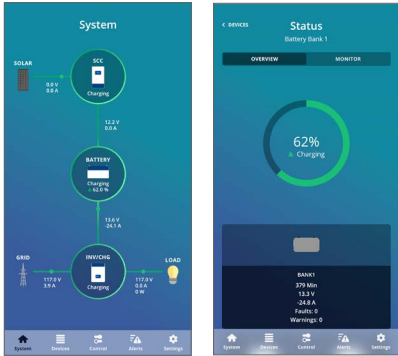 System
SOLAR
SCC
Charging
0.0 V
0.0 A
12.2 V
0.0 A
BATTERY
Charging
▲ 62.0 %
13.6 V
-24.1 A
GRID
INV/CHG
LOAD
Charging
117.0 V
3.9 A
117.0 V
0.0 A
0 W
System
Devices
Control
Alerts
Settings
< DEVICES
Status
Battery Bank 1
OVERVIEW
MONITOR
62%
▲ Charging
BANK1
379 Min
13.3 V
-24.8 A
Faults: 0
Warnings: 0
System
Devices
Control
Alerts
Settings